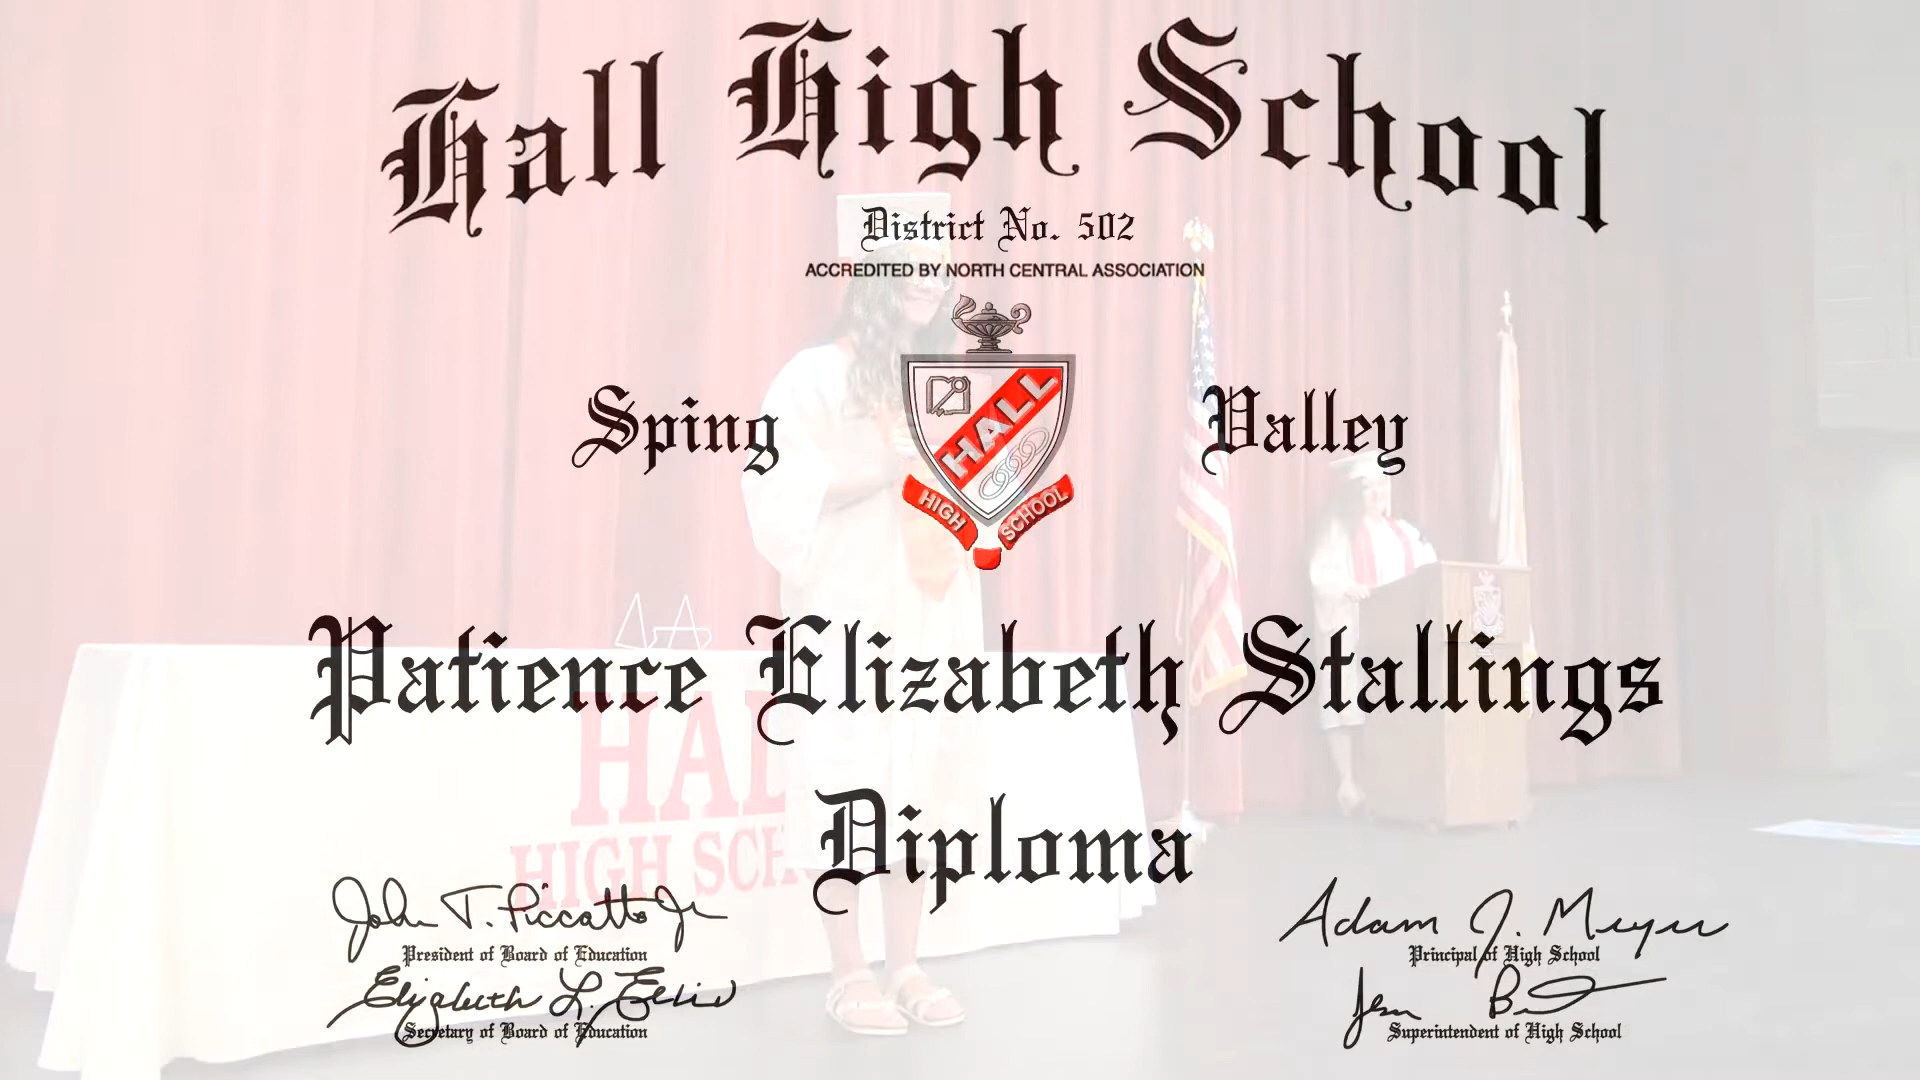 Hall High School
District No. 502
ACCREDITED BY NORTH CENTRAL ASSOCIATION
HALL
HIGH SCHOOL
Sping Valley
Patience Elizabeth Stallings
HAL
HIGH SCH
Diploma
John T. Piccatto Jr
President of Board of Education
Elizabeth L. Ellis
Secretary of Board of Education
Adam J. Meyer
Principal of High School
Superintendent of High School